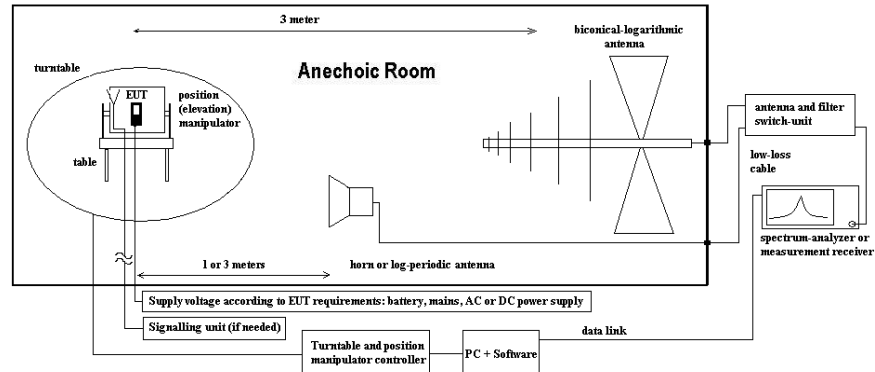 3 meter
biconical-logarithmic
antenna
turntable
Anechoic Room
EUT
position
(elevation)
manipulator
antenna and filter
switch-unit
table
low-loss
cable
spectrum-analyzer or
measurement receiver
1 or 3 meters
horn or log-periodic antenna
Supply voltage according to EUT requirements: battery, mains, AC or DC power supply
Signalling unit (if needed)
data link
Turntable and position
manipulator controller
PC + Software